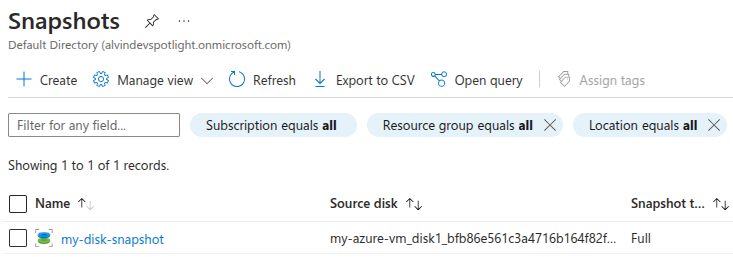 Snapshots ...
Default Directory (alvindevspotlight.onmicrosoft.com)
+ Create Manage view Refresh Export to CSV Open query Assign tags
Filter for any field... Subscription equals all Resource group equals all Location equals all
Showing 1 to 1 of 1 records.
Name Source disk Snapshot t...
my-disk-snapshot my-azure-vm_disk1_bfb86e561c3a4716b164f82f... Full